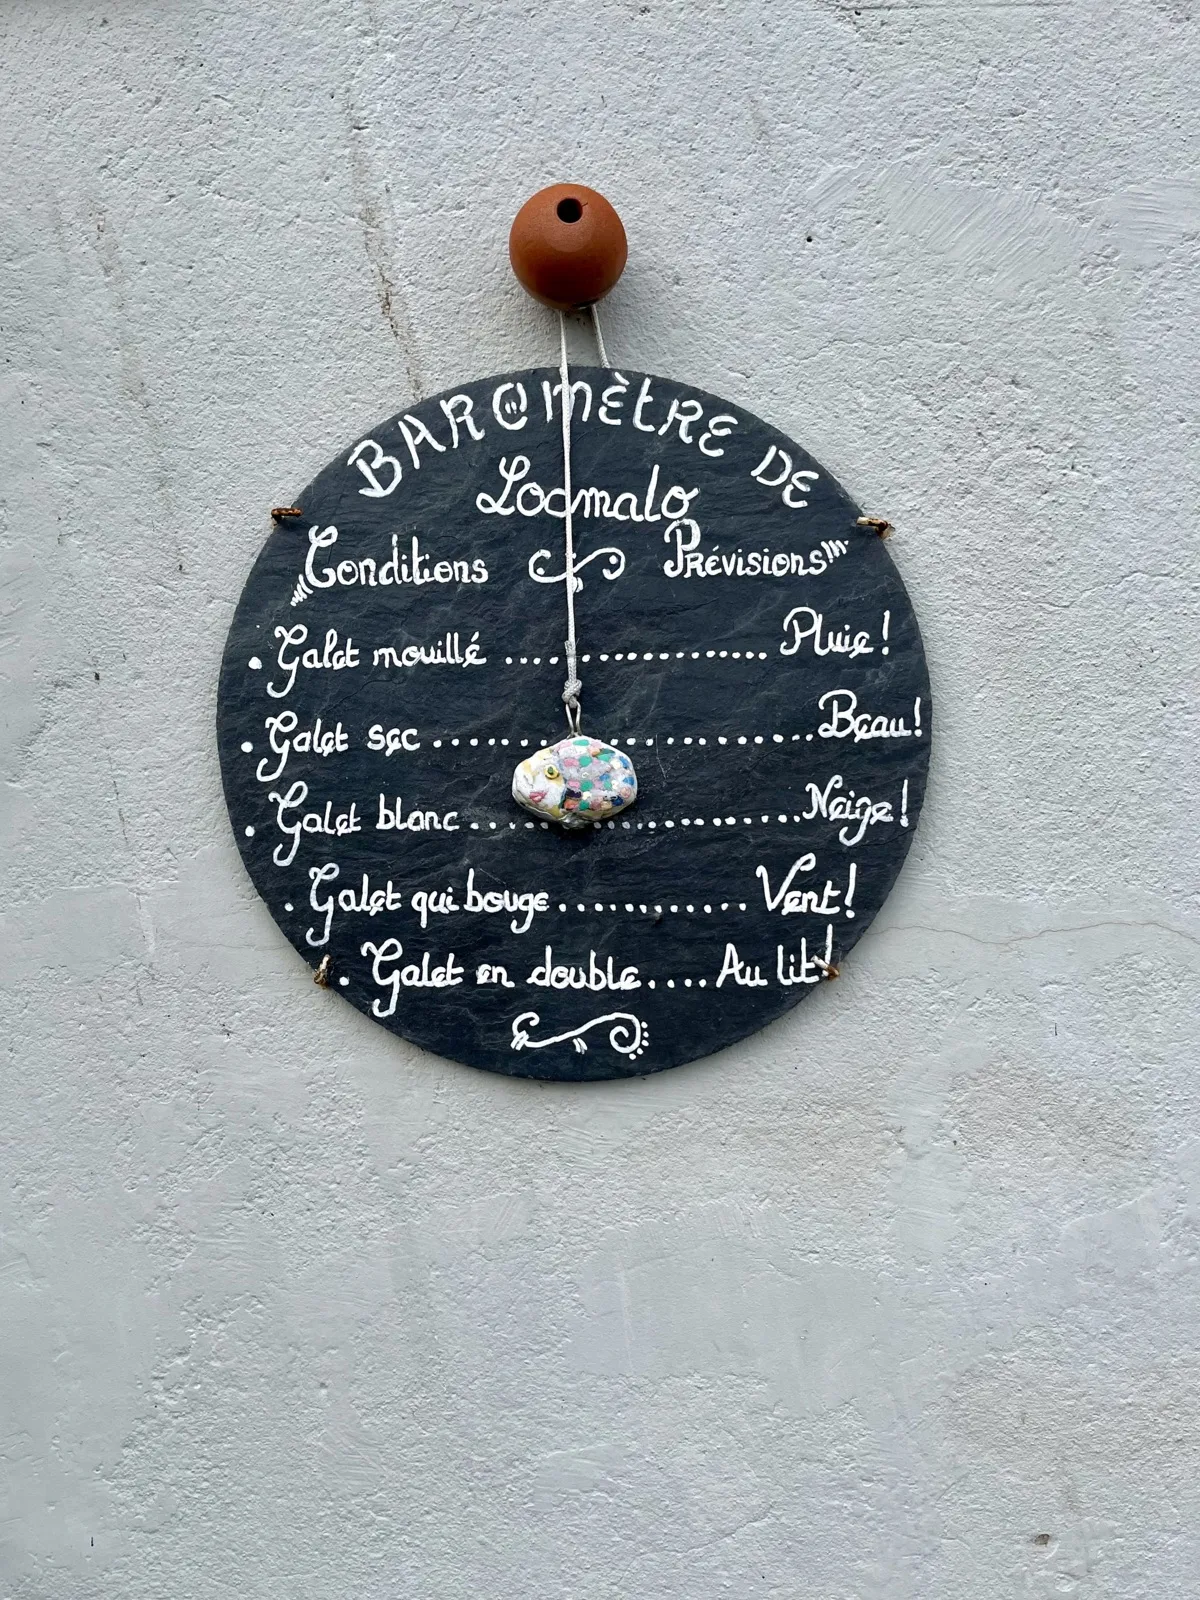 BAROMÈTRE DE
Locmalo
Conditions Prévisions
. Galet mouillé .................... Pluie !
. Galet sec .......................... Beau !
. Galet blanc ....................... Neige !
. Galet qui bouge ............ Vent !
. Galet en double .... Au lit !